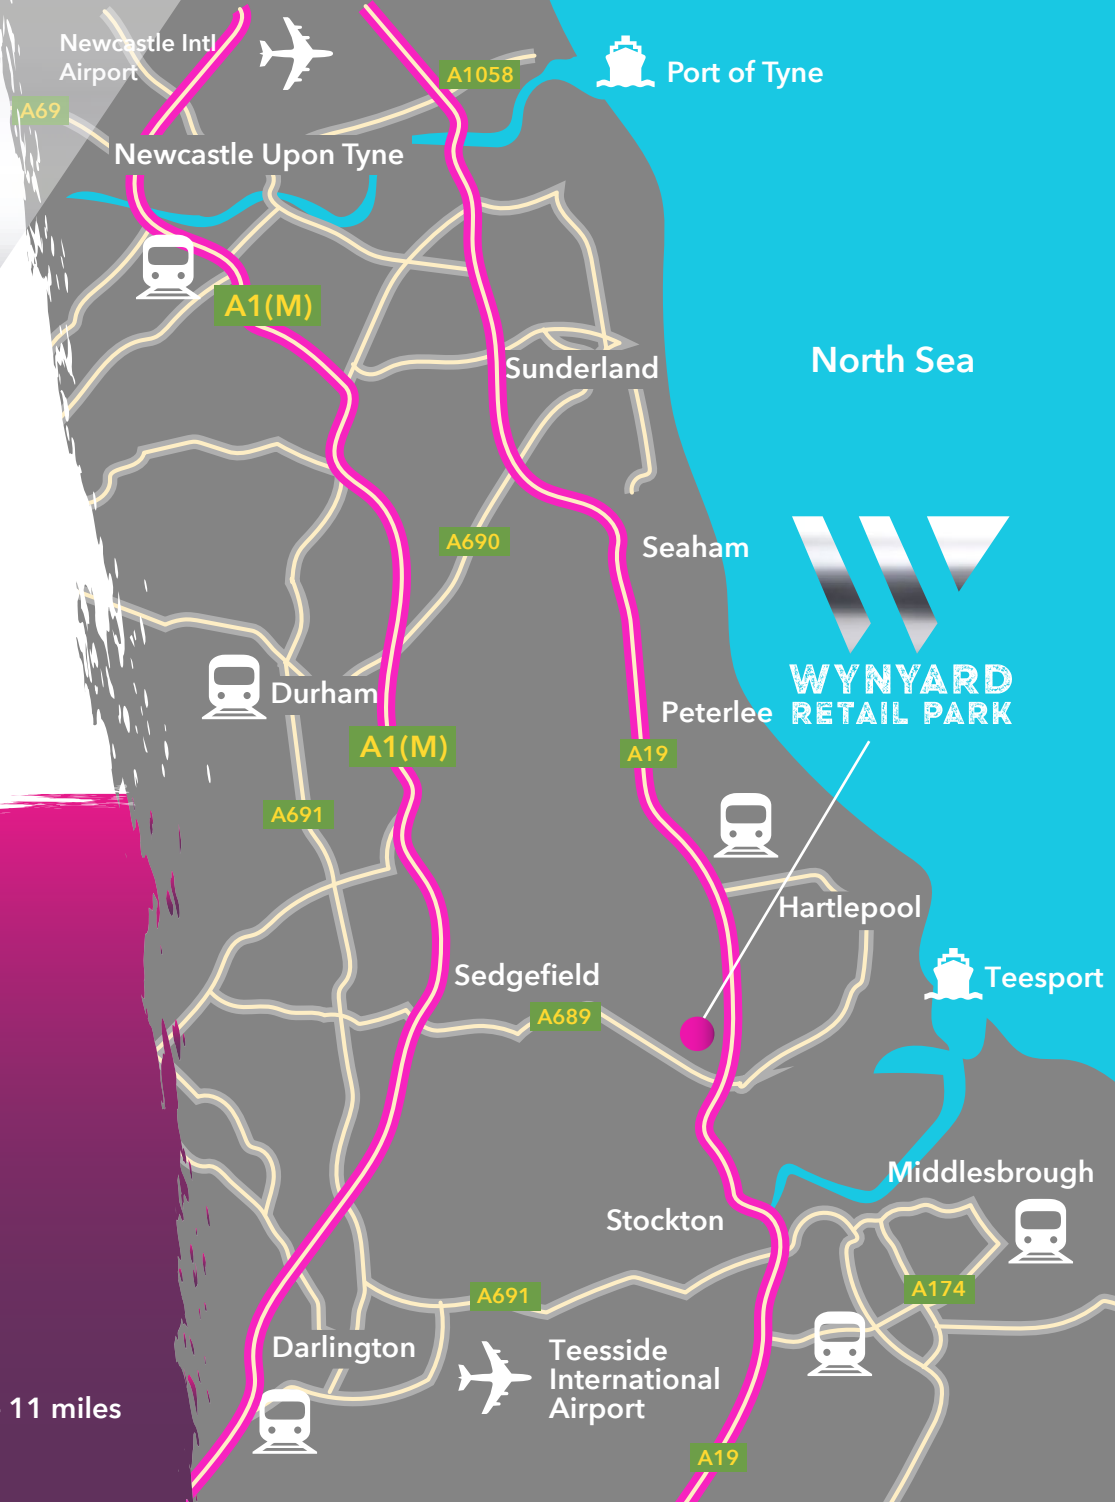 Newcastle Intl
Airport
A1058
Port of Tyne
A69
Newcastle Upon Tyne
A1(M)
North Sea
Sunderland
A690
Seaham
WYNYARD
RETAIL PARK
Durham
Peterlee
A1(M)
A19
A691
Hartlepool
Sedgefield
Teesport
A689
Middlesbrough
Stockton
A174
A691
Darlington
Teesside
International
Airport
11 miles
A19